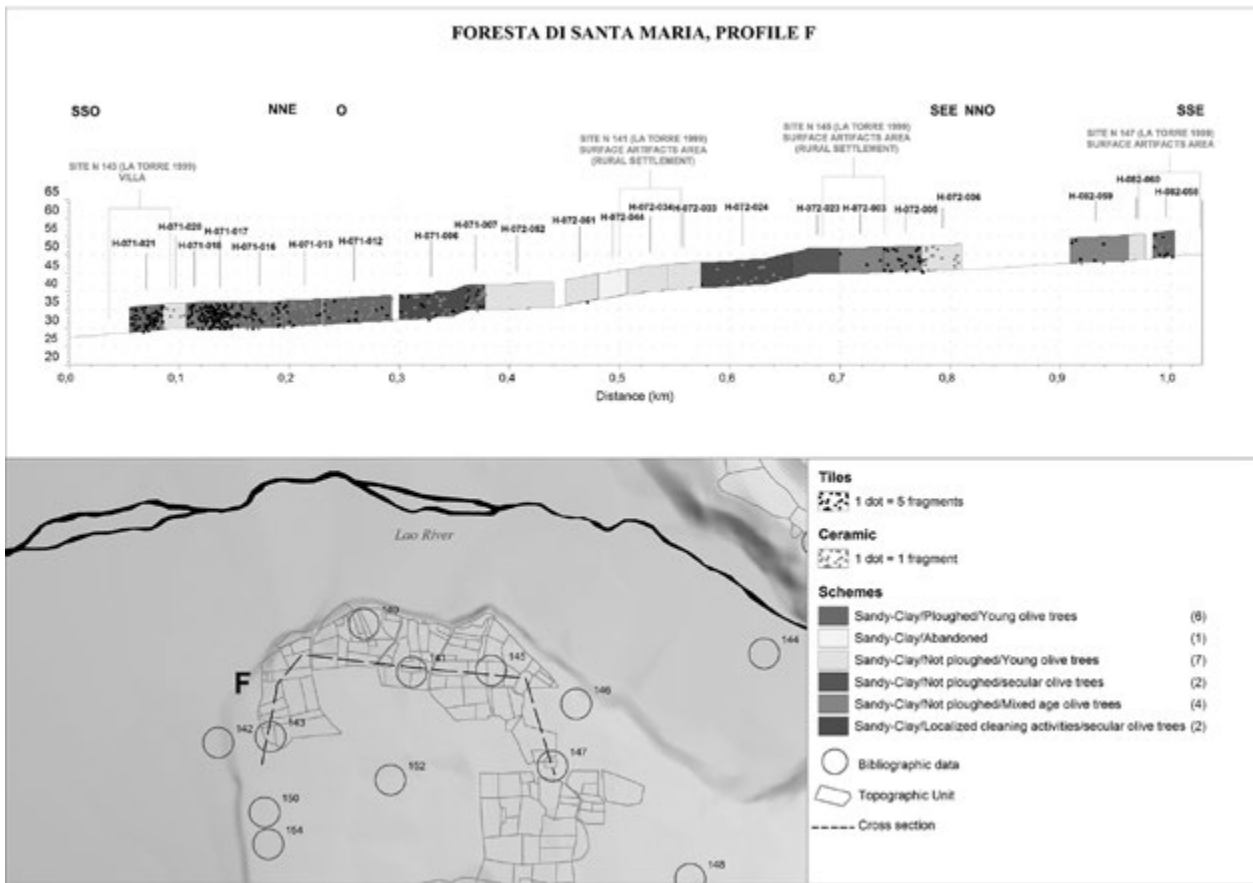 FORESTA DI SANTA MARIA, PROFILE F
SSO NNE O SEE NNO SSE
SITE N 143 (LA TORRE 1999)
VILLA
SITE N 141 (LA TORRE 1999)
SURFACE ARTIFACTS AREA
(RURAL SETTLEMENT)
SITE N 145 (LA TORRE 1999)
SURFACE ARTIFACTS AREA
(RURAL SETTLEMENT)
SITE N 147 (LA TORRE 1999)
SURFACE ARTIFACTS AREA
H-071-021
H-071-020
H-071-018
H-071-017
H-071-016
H-071-013
H-071-012
H-071-006
H-071-007
H-072-052
H-072-051
H-072-044
H-072-034
H-072-033
H-072-024
H-072-023
H-072-003
H-072-005
H-072-006
H-082-059
H-082-060
H-082-058
65
60
55
50
45
40
35
30
25
20
0,0 0,1 0,2 0,3 0,4 0,5 0,6 0,7 0,8 0,9 1,0
Distance (km)
Lao River
F
141
145
144
146
142
143
147
152
150
154
148
Tiles
1 dot = 5 fragments
Ceramic
1 dot = 1 fragment
Schemes
Sandy-Clay/Ploughed/Young olive trees (6)
Sandy-Clay/Abandoned (1)
Sandy-Clay/Not ploughed/Young olive trees (7)
Sandy-Clay/Not ploughed/secular olive trees (2)
Sandy-Clay/Not ploughed/Mixed age olive trees (4)
Sandy-Clay/Localized cleaning activities/secular olive trees (2)
Bibliographic data
Topographic Unit
Cross section